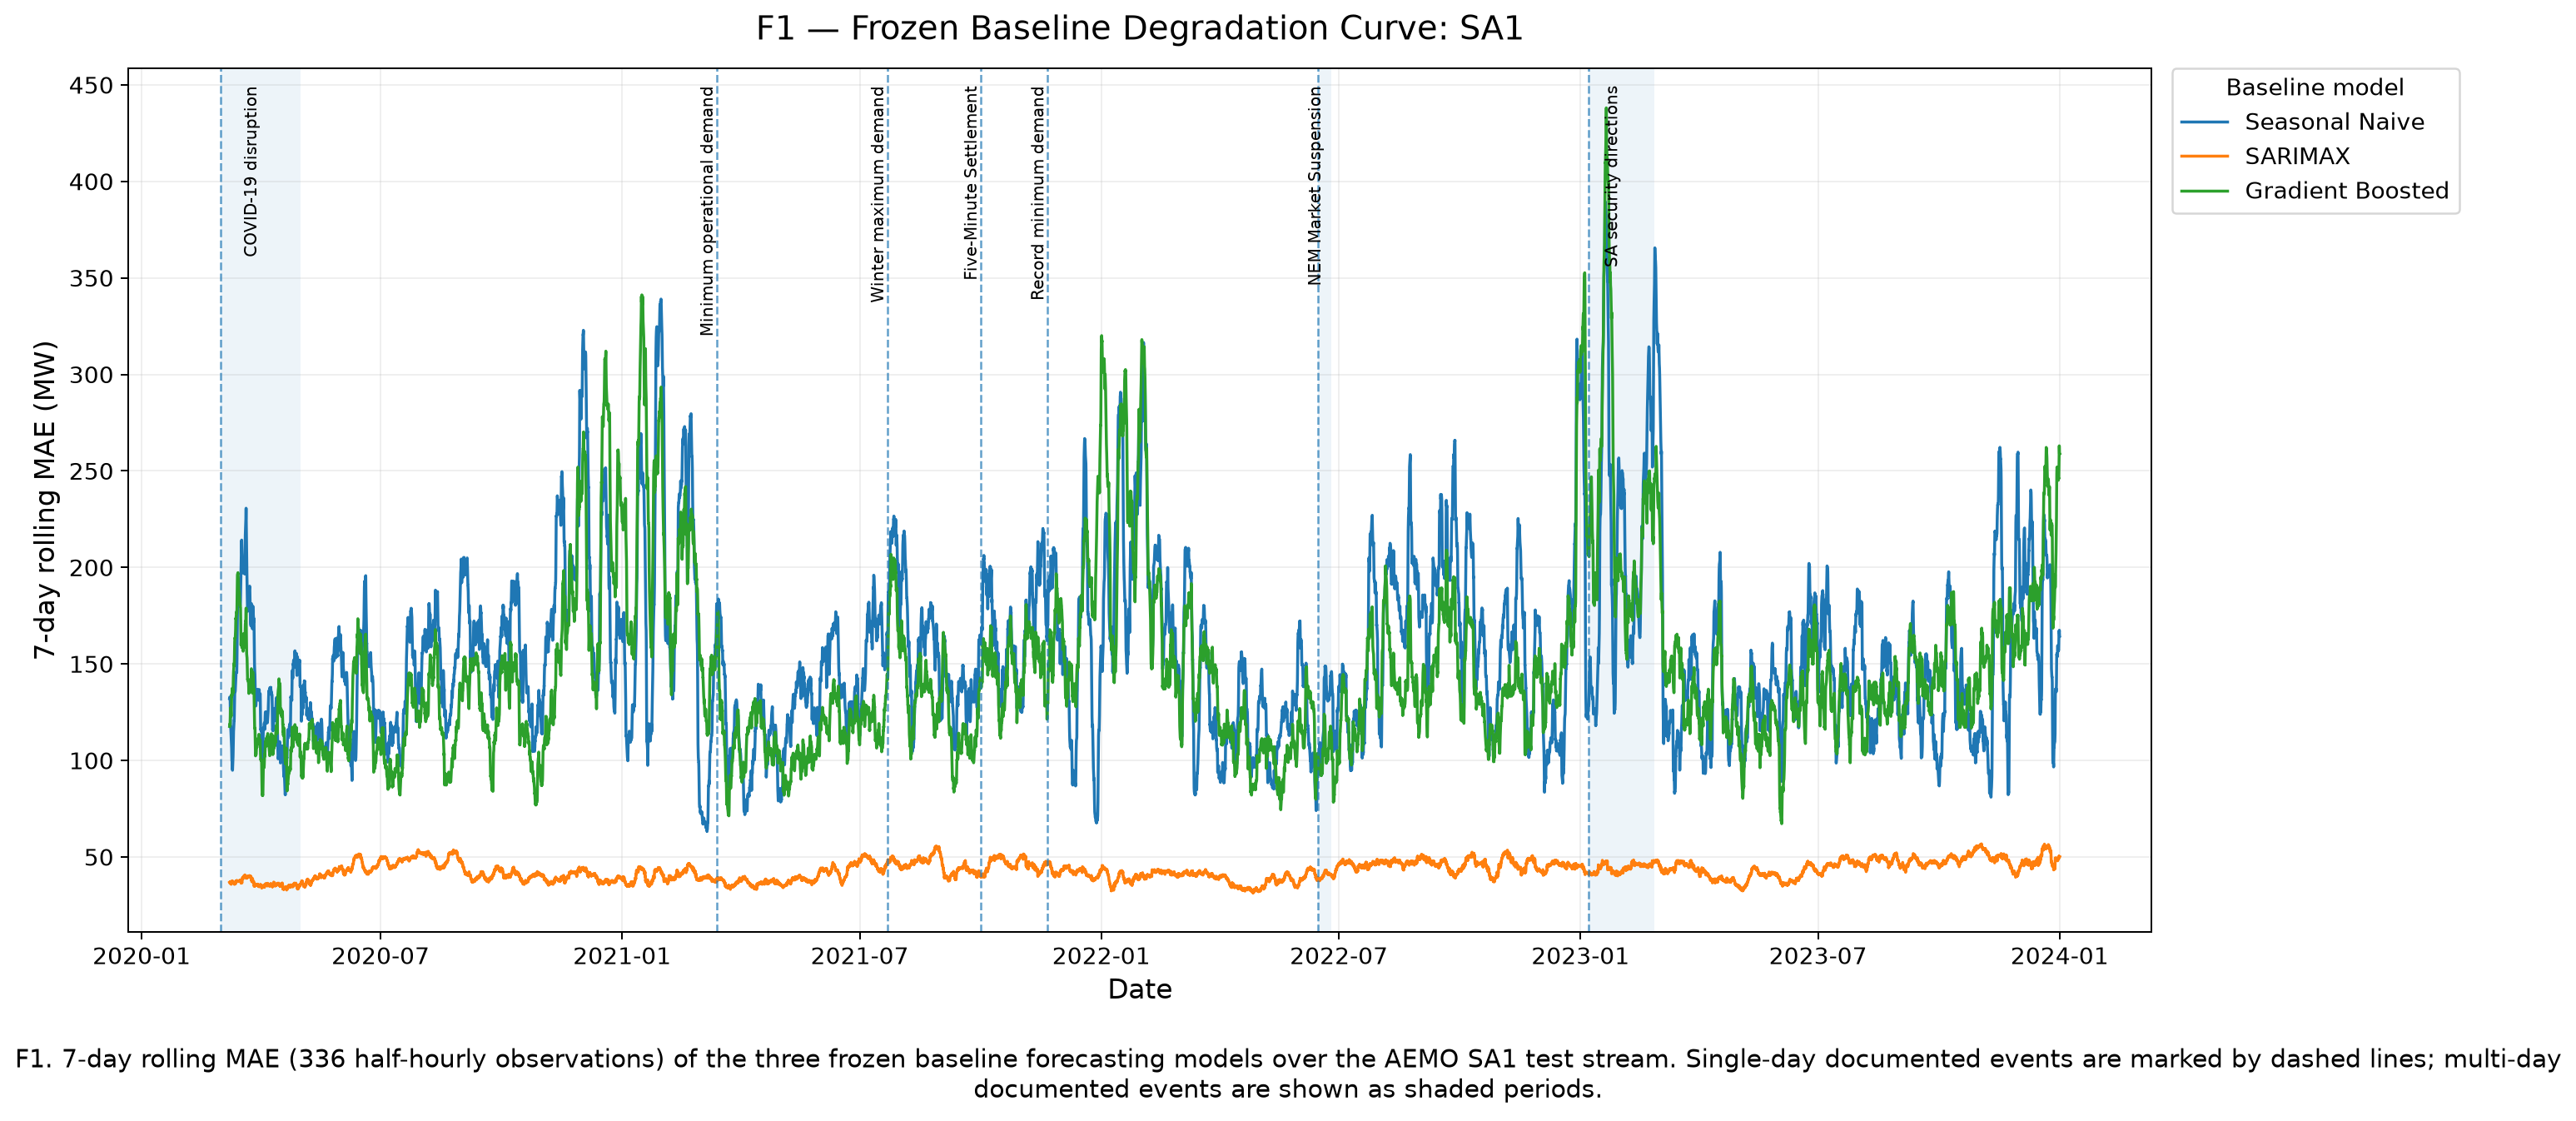 F1 — Frozen Baseline Degradation Curve: SA1
Baseline model
Seasonal Naive
SARIMAX
Gradient Boosted
COVID-19 disruption
Minimum operational demand
Winter maximum demand
Five-Minute Settlement
Record minimum demand
NEM Market Suspension
SA security directions
7-day rolling MAE (MW)
450
400
350
300
250
200
150
100
50
2020-01
2020-07
2021-01
2021-07
2022-01
2022-07
2023-01
2023-07
2024-01
Date
F1. 7-day rolling MAE (336 half-hourly observations) of the three frozen baseline forecasting models over the AEMO SA1 test stream. Single-day documented events are marked by dashed lines; multi-day
documented events are shown as shaded periods.